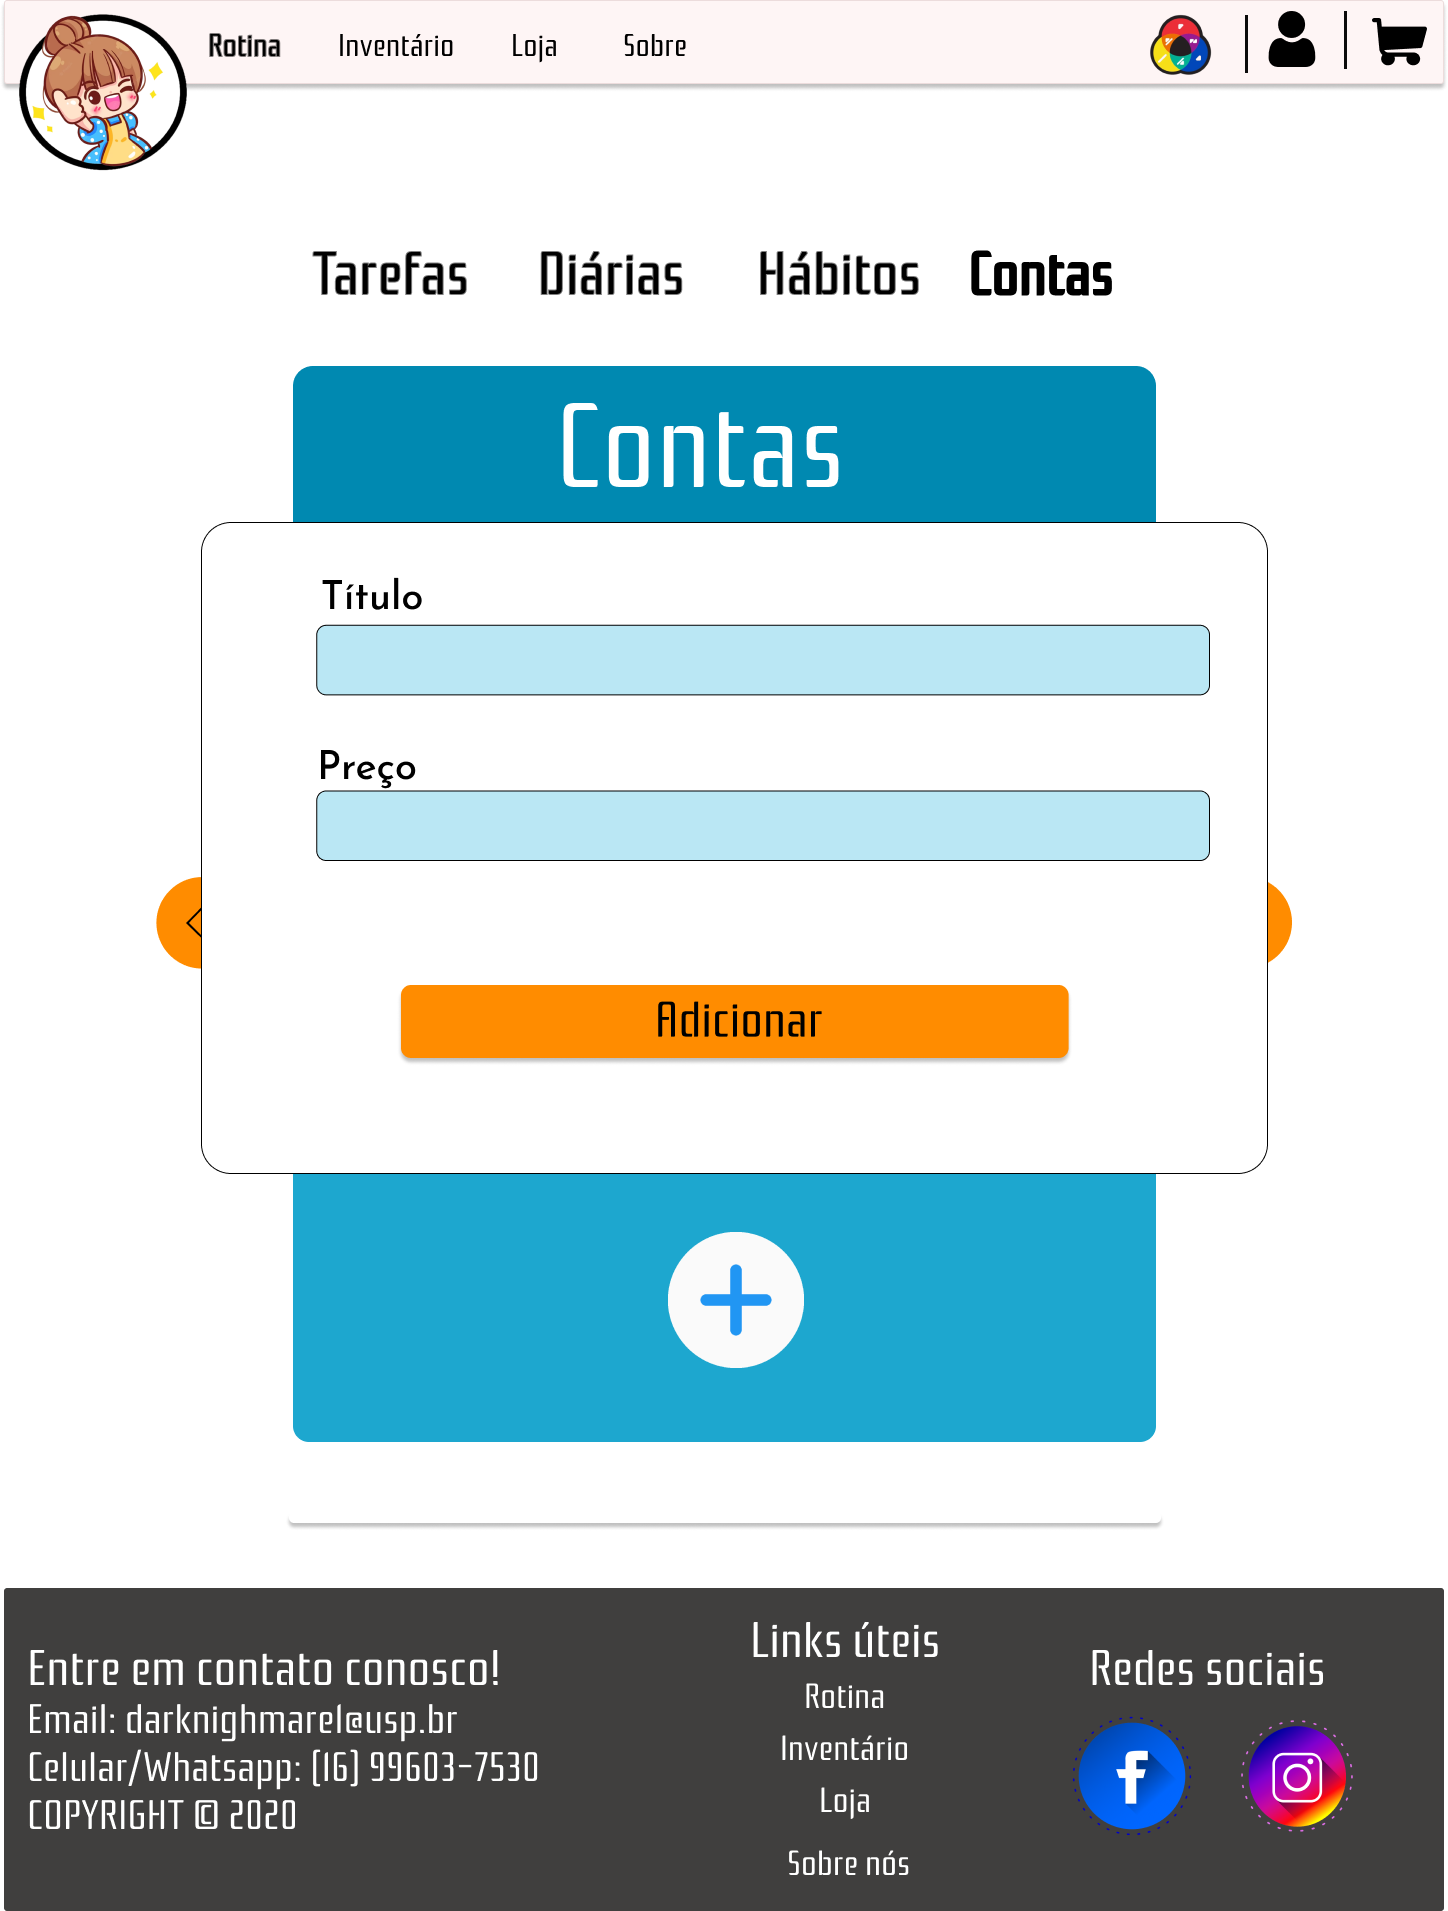 Rotina Inventário Loja Sobre
Tarefas Diárias Hábitos Contas
Contas
Título
Preço
Adicionar
Entre em contato conosco!
Email: darknighmare1@usp.br
Celular/Whatsapp: (16) 99603-7530
COPYRIGHT © 2020
Links úteis
Rotina
Inventário
Loja
Sobre nós
Redes sociais